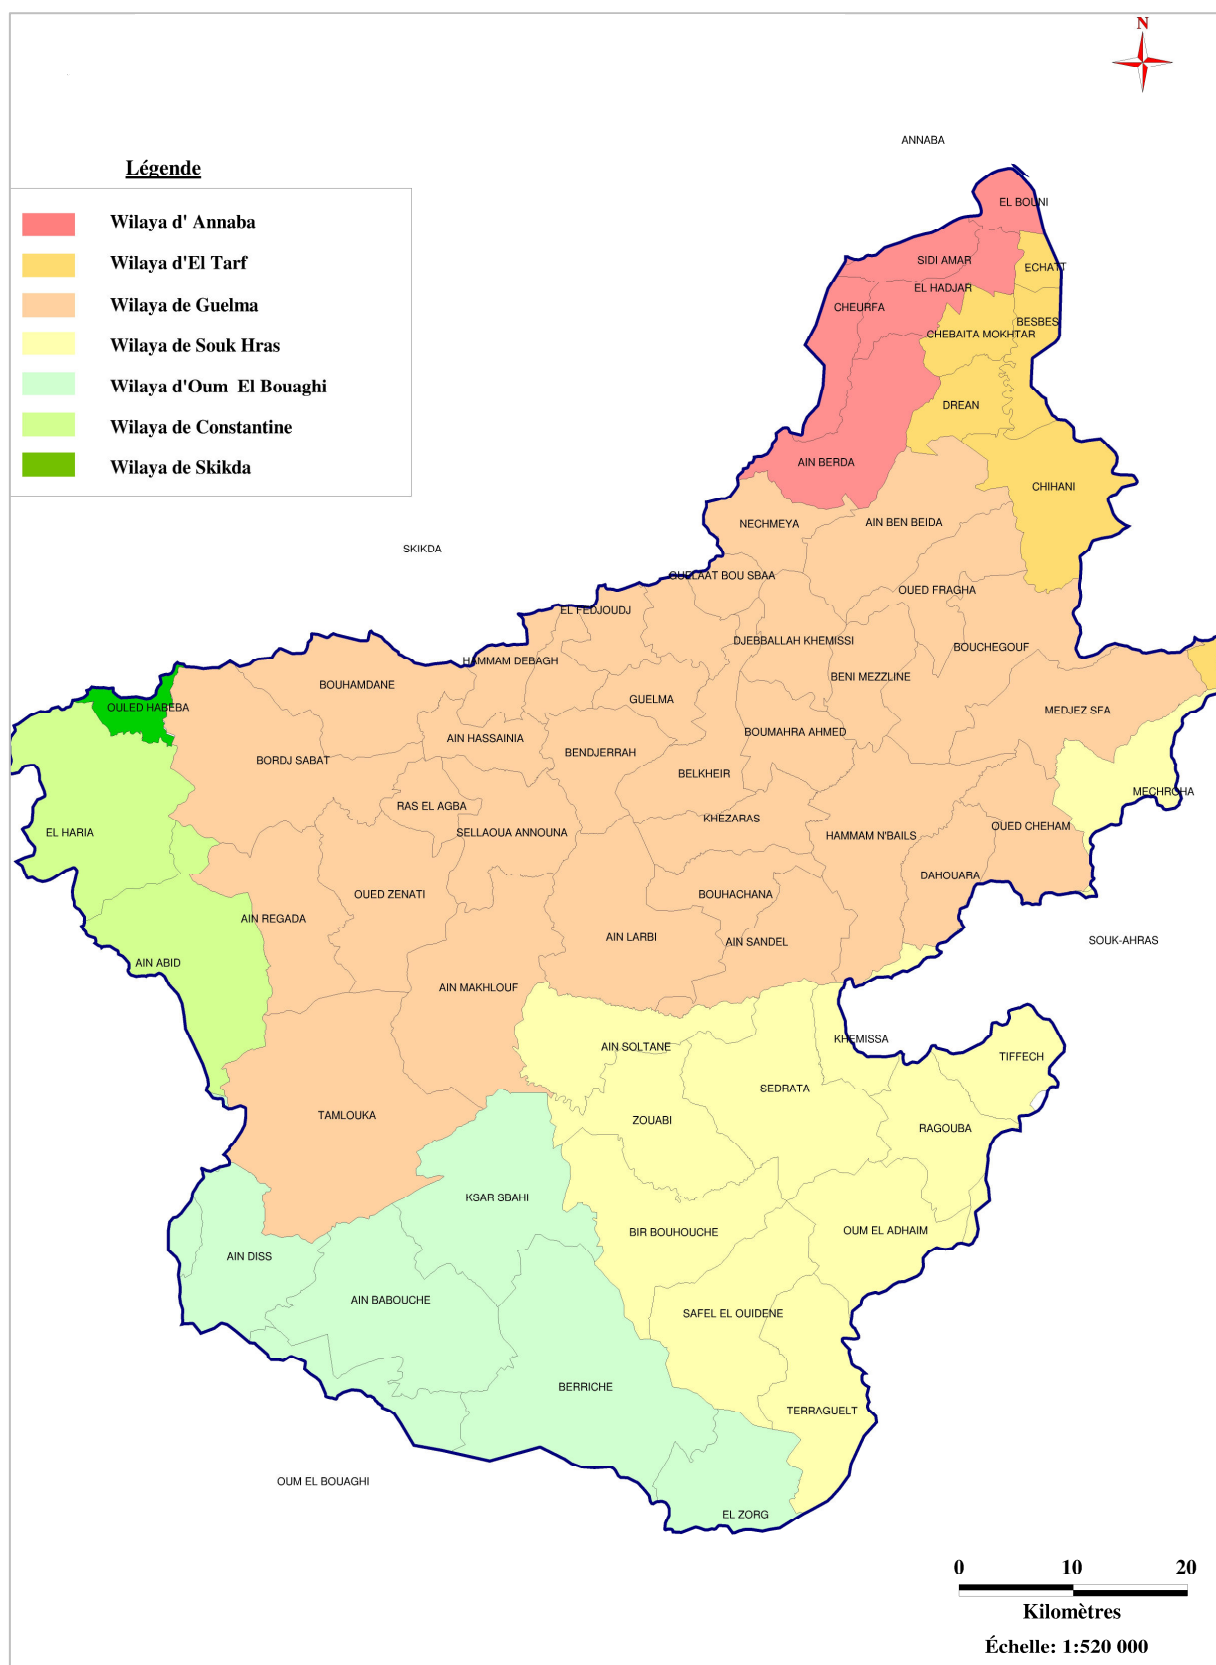 N
ANNABA
Légende
Wilaya d' Annaba
Wilaya d'El Tarf
Wilaya de Guelma
Wilaya de Souk Hras
Wilaya d'Oum El Bouaghi
Wilaya de Constantine
Wilaya de Skikda
EL BOUNI
SIDI AMAR
ECHATT
EL HADJAR
CHEURFA
BESBES
CHEBAITA MOKHTAR
DREAN
AIN BERDA
CHIHANI
NECHMEYA
AIN BEN BEIDA
SKIKDA
GUELAAT BOU SBAA
OUED FRAGHA
EL FEDJOUDJ
DJEBALLAH KHEMISSI
BOUCHEGOUF
HAMMAM DEBAGH
BENI MEZZLINE
BOUHAMDANE
GUELMA
OULED HABEBA
MEDJEZ SFA
BOUMAHRA AHMED
AIN HASSAINIA
BENDJERRAH
BORDJ SABAT
BELKHEIR
MECHROHA
RAS EL AGBA
KHEZARAS
OUED CHEHAM
EL HARIA
SELLAOUA ANNOUNA
HAMMAM N'BAILS
DAHOUARA
OUED ZENATI
BOUHACHANA
AIN REGADA
AIN LARBI
AIN SANDEL
SOUK-AHRAS
AIN ABID
AIN MAKHLOUF
KHEMISSA
AIN SOLTANE
TIFFECH
SEDRATA
TAMLOUKA
ZOUABI
RAGOUBA
KSAR SBAHI
BIR BOUHOUCHE
OUM EL ADHAIM
AIN DISS
AIN BABOUCHE
SAFEL EL OUIDENE
BERRICHE
TERRAGUELT
OUM EL BOUAGHI
EL ZORG
0 10 20
Kilomètres
Échelle: 1:520 000